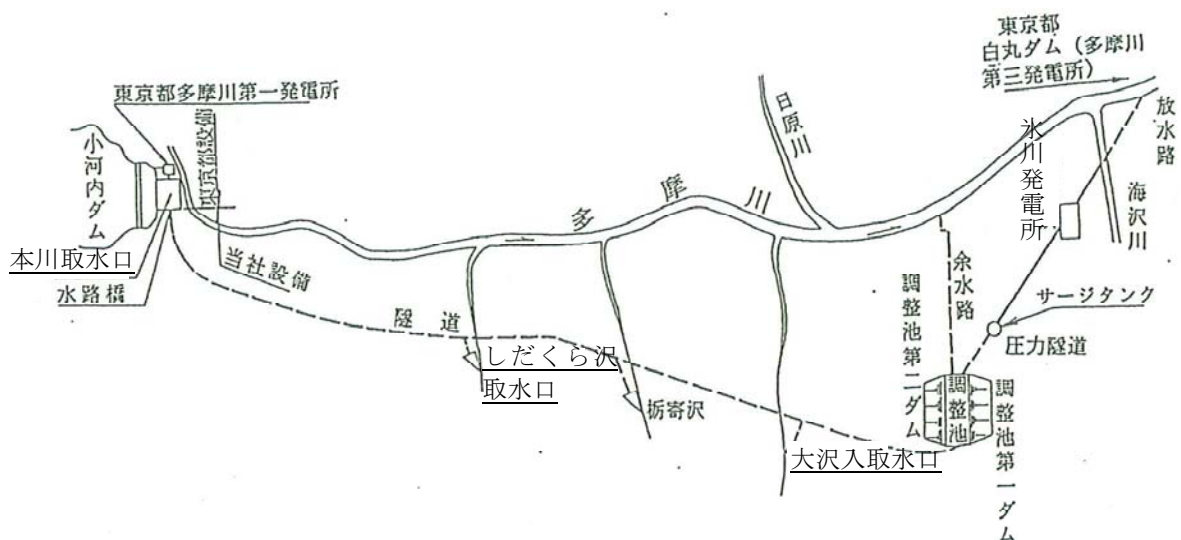 東京都
白丸ダム（多摩川
第三発電所）
東京都多摩川第一発電所
東京都設備
小河内ダム
本川取水口
水路橋
当社設備
隧道
しだくら沢
取水口
栃寄沢
大沢入取水口
多摩川
日原川
余水路
調整池第二ダム
調整池
調整池第一ダム
圧力隧道
サージタンク
氷川発電所
海沢川
放水路